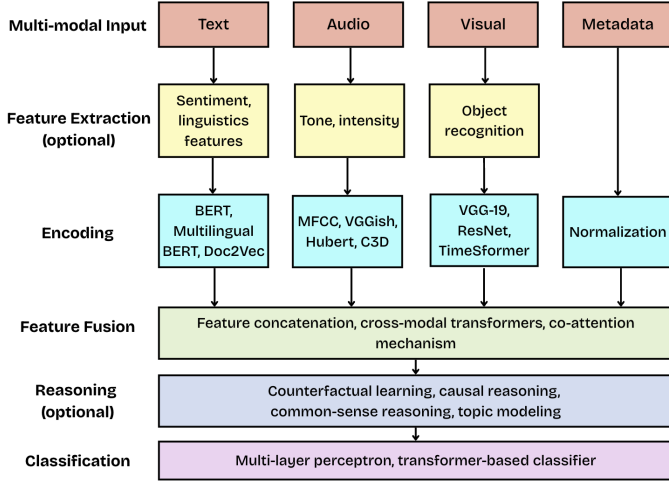 Multi-modal Input
Text
Audio
Visual
Metadata
Feature Extraction
(optional)
Sentiment,
linguistics
features
Tone, intensity
Object
recognition
Encoding
BERT,
Multilingual
BERT, Doc2Vec
MFCC, VGGish,
Hubert, C3D
VGG-19,
ResNet,
TimeSformer
Normalization
Feature Fusion
Feature concatenation, cross-modal transformers, co-attention
mechanism
Reasoning
(optional)
Counterfactual learning, causal reasoning,
common-sense reasoning, topic modeling
Classification
Multi-layer perceptron, transformer-based classifier